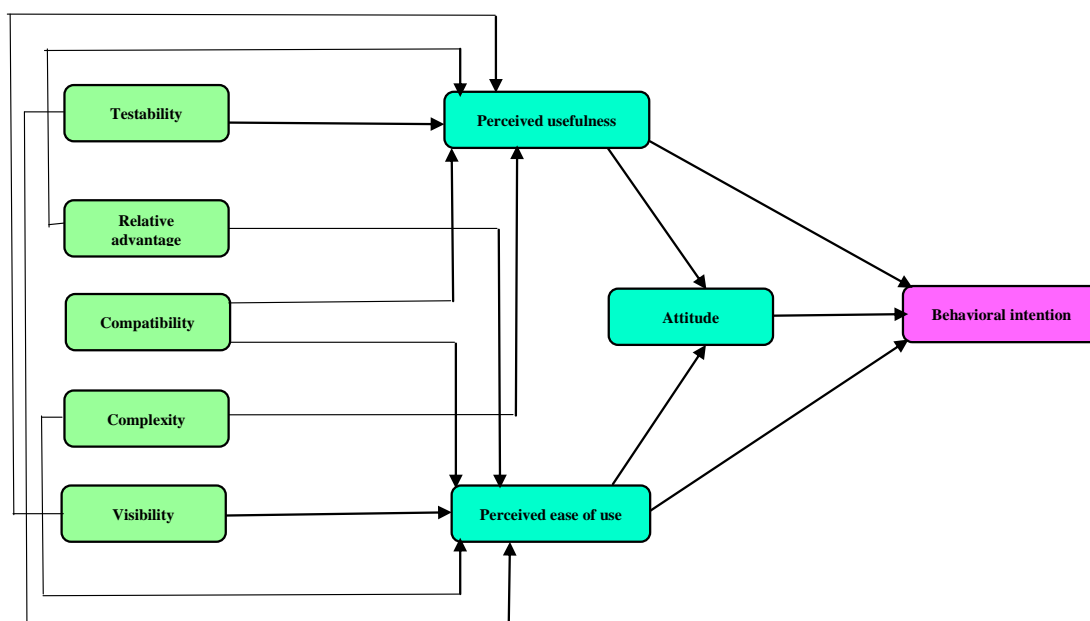 Testability
Perceived usefulness
Relative
advantage
Compatibility
Attitude
Behavioral intention
Complexity
Visibility
Perceived ease of use